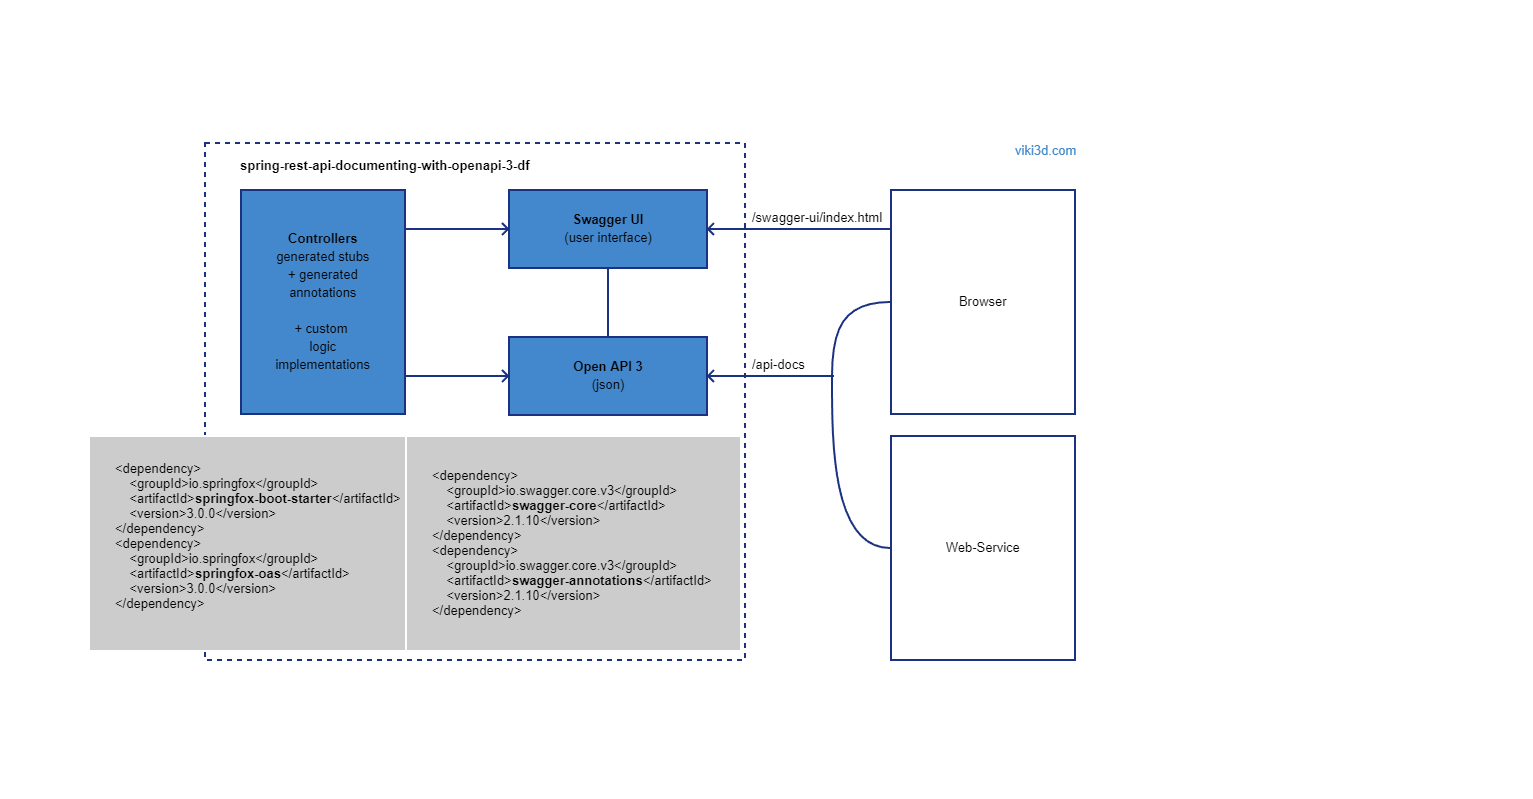 viki3d.com
spring-rest-api-documenting-with-openapi-3-df
Controllers
generated stubs
+ generated
annotations
+ custom
logic
implementations
Swagger UI
(user interface)
/swagger-ui/index.html
Open API 3
(json)
/api-docs
Browser
Web-Service
<dependency>
<groupId>io.springfox</groupId>
<artifactId>springfox-boot-starter</artifactId>
<version>3.0.0</version>
</dependency>
<dependency>
<groupId>io.springfox</groupId>
<artifactId>springfox-oas</artifactId>
<version>3.0.0</version>
</dependency>
<dependency>
<groupId>io.swagger.core.v3</groupId>
<artifactId>swagger-core</artifactId>
<version>2.1.10</version>
</dependency>
<dependency>
<groupId>io.swagger.core.v3</groupId>
<artifactId>swagger-annotations</artifactId>
<version>2.1.10</version>
</dependency>